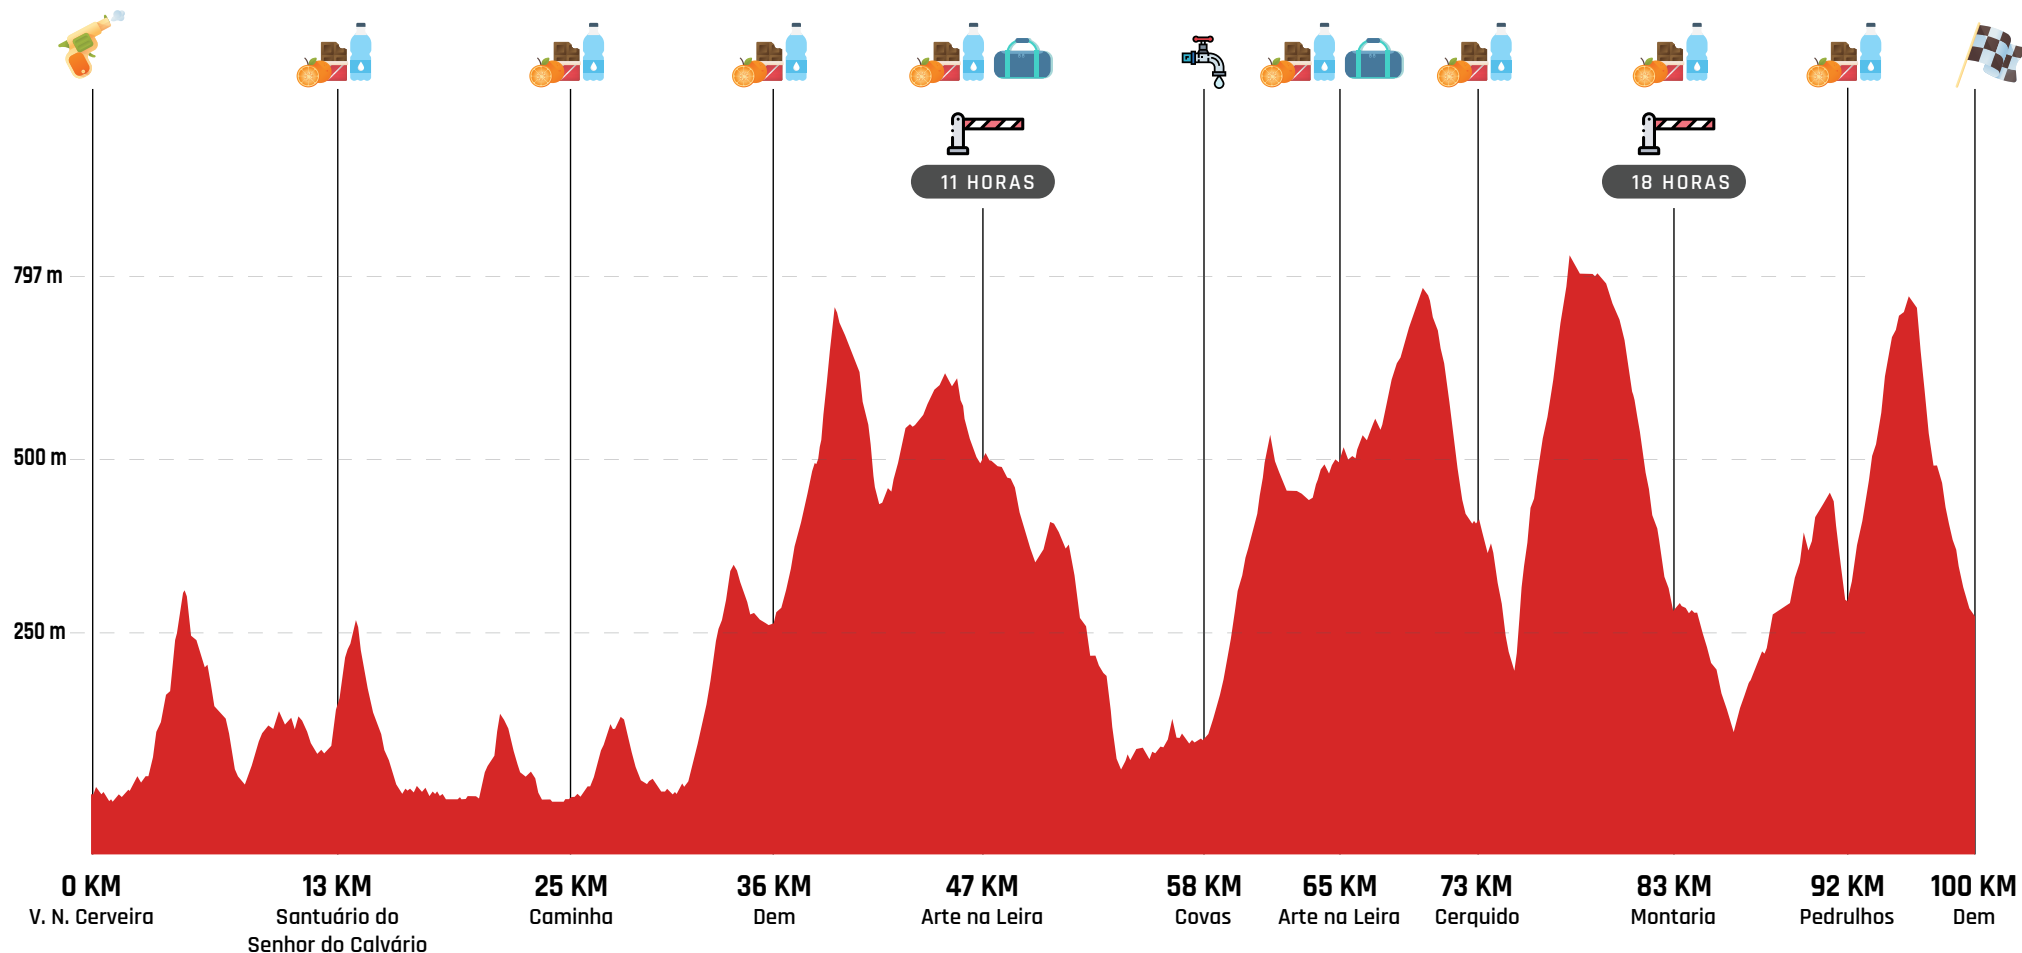 11 HORAS
18 HORAS
797 m
500 m
250 m
0 KM
V. N. Cerveira
13 KM
Santuário do
Senhor do Calvário
25 KM
Caminha
36 KM
Dem
47 KM
Arte na Leira
58 KM
Covas
65 KM
Arte na Leira
73 KM
Cerquido
83 KM
Montaria
92 KM
Pedrulhos
100 KM
Dem